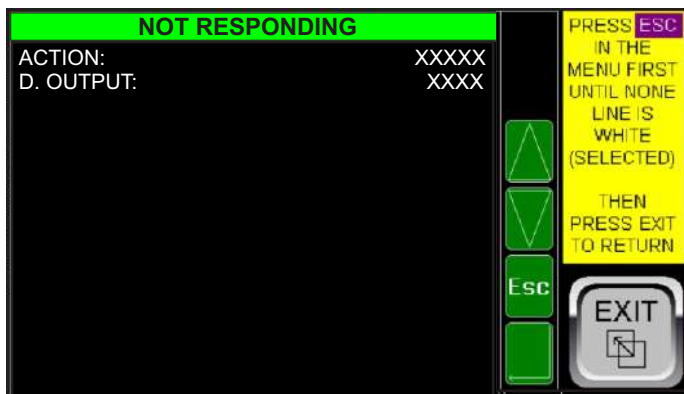 NOT RESPONDING
ACTION: XXXXX
D. OUTPUT: XXXX
Esc
PRESS ESC
IN THE
MENU FIRST
UNTIL NONE
LINE IS
WHITE
(SELECTED)
THEN
PRESS EXIT
TO RETURN
EXIT